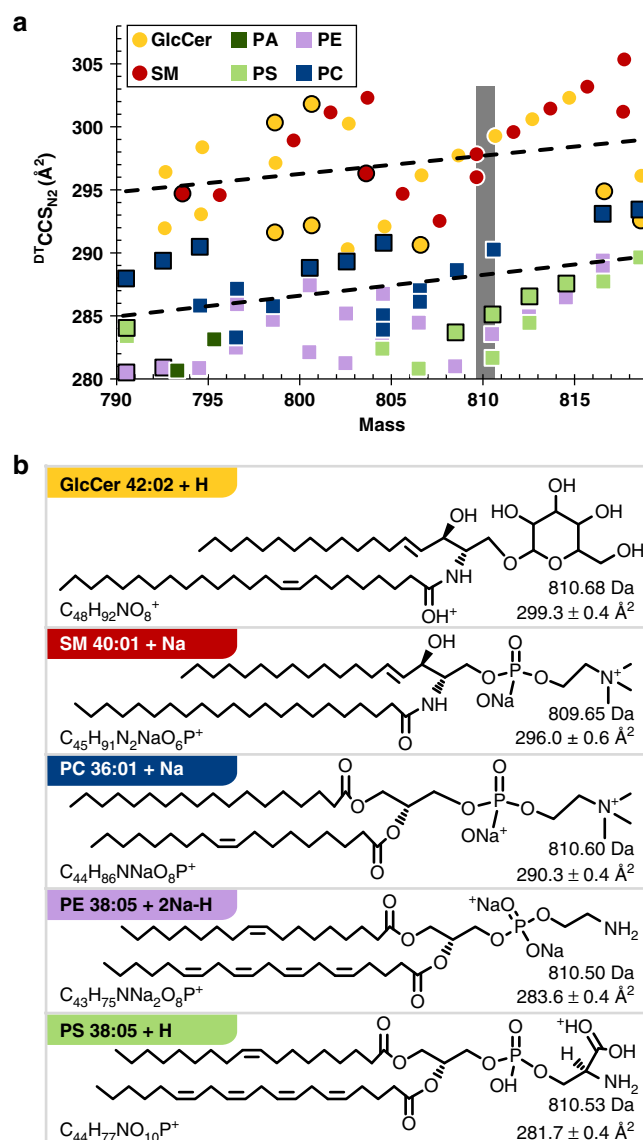 a
GlcCer PA PE
SM PS PC
305
300
295
290
285
280
ᴰᵀCCS_N2 (Å²)
790 795 800 805 810 815
Mass
b
GlcCer 42:02 + H
OH
OH OH
OH
O
O OH
NH
OH⁺
C₄₈H₉₂NO₈⁺
810.68 Da
299.3 ± 0.4 Å²
SM 40:01 + Na
OH O
O P O N⁺
ONa
NH
O
C₄₅H₉₁N₂NaO₆P⁺
809.65 Da
296.0 ± 0.6 Å²
PC 36:01 + Na
O O
O O P O N⁺
O ONa⁺
O
C₄₄H₈₆NNaO₈P⁺
810.60 Da
290.3 ± 0.4 Å²
PE 38:05 + 2Na-H
O ⁺NaO O
O O P NH₂
O ONa
O
C₄₃H₇₅NNa₂O₈P⁺
810.50 Da
283.6 ± 0.4 Å²
PS 38:05 + H
O O ⁺HO
OH
O O P O H
O OH NH₂
O
C₄₄H₇₇NO₁₀P⁺
810.53 Da
281.7 ± 0.4 Å²